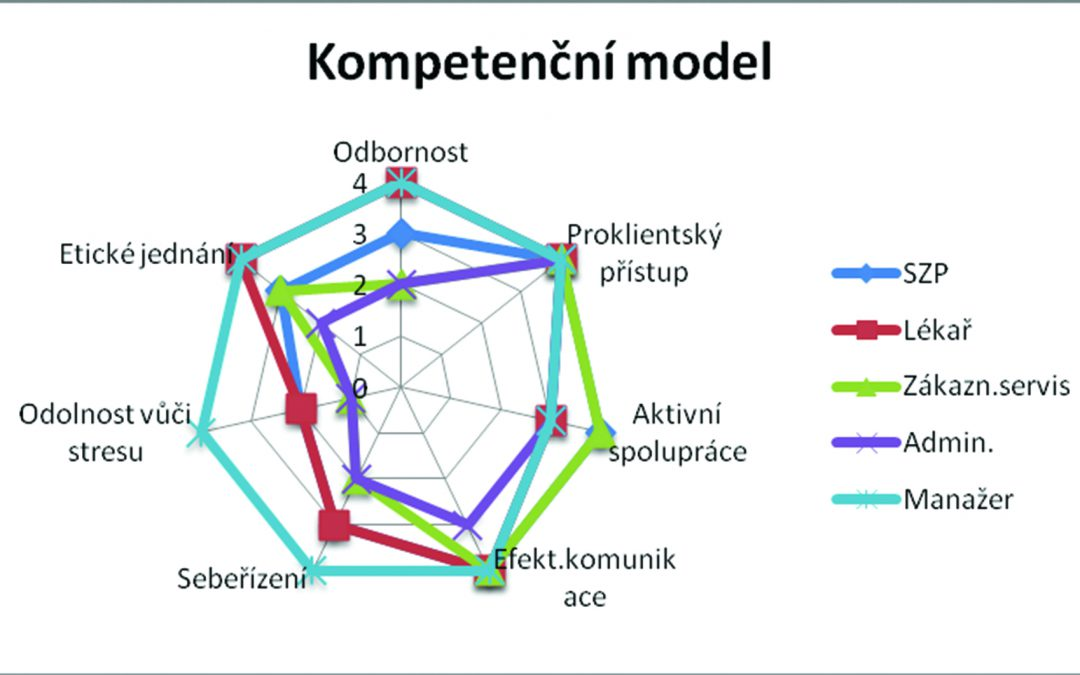 Kompetenční model
Odbornost
4
3
2
1
0
Proklientský
přístup
Aktivní
spolupráce
Efekt.komunik
ace
Sebeřízení
Odolnost vůči
stresu
Etické jednání
SZP
Lékař
Zákazn.servis
Admin.
Manažer